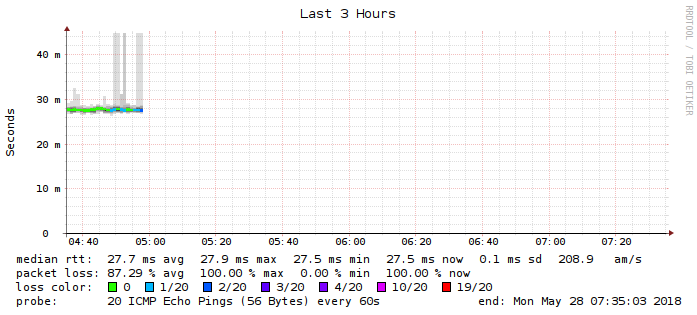 Last 3 Hours
RRDTOOL / TOBI OETIKER
Seconds
40 m
30 m
20 m
10 m
0
04:40 05:00 05:20 05:40 06:00 06:20 06:40 07:00 07:20
median rtt: 27.7 ms avg 27.9 ms max 27.5 ms min 27.5 ms now 0.1 ms sd 208.9 am/s
packet loss: 87.29 % avg 100.00 % max 0.00 % min 100.00 % now
loss color: 0 1/20 2/20 3/20 4/20 10/20 19/20
probe: 20 ICMP Echo Pings (56 Bytes) every 60s end: Mon May 28 07:35:03 2018